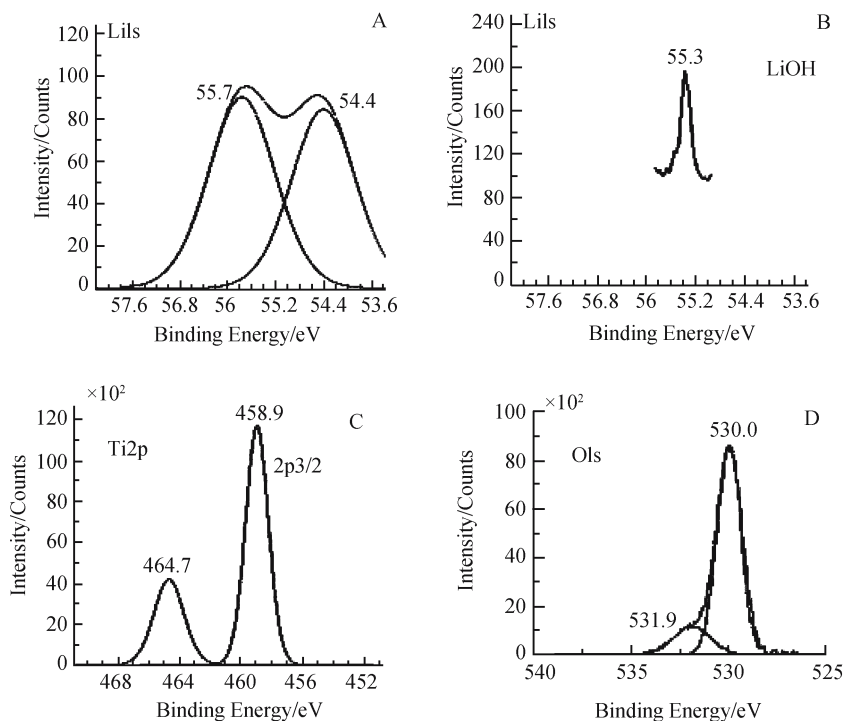 Lils
A
120
100
80
60
40
20
0
55.7
54.4
57.6 56.8 56 55.2 54.4 53.6
Intensity/Counts
Binding Energy/eV
Lils
B
240
200
160
120
80
40
0
55.3
LiOH
57.6 56.8 56 55.2 54.4 53.6
Intensity/Counts
Binding Energy/eV
×10²
C
120
100
80
60
40
20
0
Ti2p
458.9
2p3/2
464.7
468 464 460 456 452
Intensity/Counts
Binding Energy/eV
×10²
D
100
80
60
40
20
0
Ols
530.0
531.9
540 535 530 525
Intensity/Counts
Binding Energy/eV